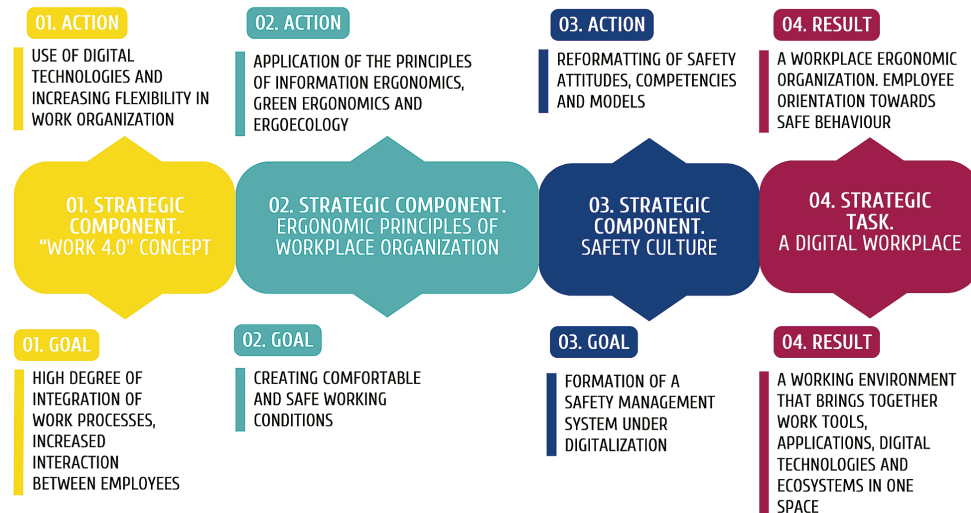 01. ACTION
USE OF DIGITAL
TECHNOLOGIES AND
INCREASING FLEXIBILITY IN
WORK ORGANIZATION
02. ACTION
APPLICATION OF THE PRINCIPLES
OF INFORMATION ERGONOMICS,
GREEN ERGONOMICS AND
ERGOECOLOGY
03. ACTION
REFORMATTING OF SAFETY
ATTITUDES, COMPETENCIES
AND MODELS
04. RESULT
A WORKPLACE ERGONOMIC
ORGANIZATION. EMPLOYEE
ORIENTATION TOWARDS
SAFE BEHAVIOUR
01. STRATEGIC
COMPONENT.
"WORK 4.0" CONCEPT
02. STRATEGIC COMPONENT.
ERGONOMIC PRINCIPLES OF
WORKPLACE ORGANIZATION
03. STRATEGIC
COMPONENT.
SAFETY CULTURE
04. STRATEGIC
TASK.
A DIGITAL WORKPLACE
01. GOAL
HIGH DEGREE OF
INTEGRATION OF
WORK PROCESSES,
INCREASED
INTERACTION
BETWEEN EMPLOYEES
02. GOAL
CREATING COMFORTABLE
AND SAFE WORKING
CONDITIONS
03. GOAL
FORMATION OF A
SAFETY MANAGEMENT
SYSTEM UNDER
DIGITALIZATION
04. RESULT
A WORKING ENVIRONMENT
THAT BRINGS TOGETHER
WORK TOOLS,
APPLICATIONS, DIGITAL
TECHNOLOGIES AND
ECOSYSTEMS IN ONE
SPACE